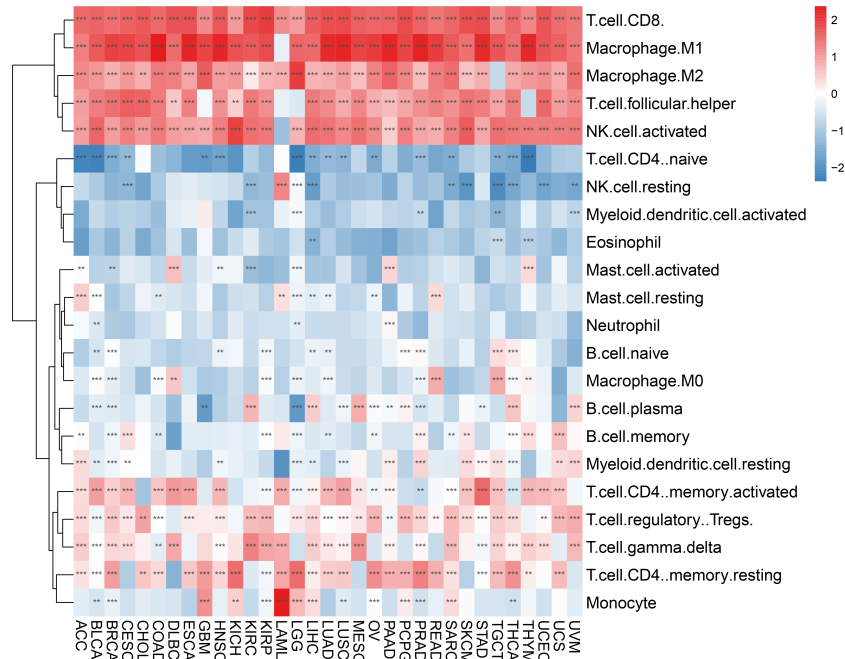 T.cell.CD8.
Macrophage.M1
Macrophage.M2
T.cell.follicular.helper
NK.cell.activated
T.cell.CD4..naive
NK.cell.resting
Myeloid.dendritic.cell.activated
Eosinophil
Mast.cell.activated
Mast.cell.resting
Neutrophil
B.cell.naive
Macrophage.M0
B.cell.plasma
B.cell.memory
Myeloid.dendritic.cell.resting
T.cell.CD4..memory.activated
T.cell.regulatory..Tregs.
T.cell.gamma.delta
T.cell.CD4..memory.resting
Monocyte
2
1
0
−1
−2
ACC
BLCA
BRCA
CESC
CHOL
COAD
DLBC
ESCA
GBM
HNSC
KICH
KIRC
KIRP
LAML
LGG
LIHC
LUAD
LUSC
MESO
OV
PAAD
PCPG
PRAD
READ
SARC
SKCM
STAD
TGCT
THCA
THYM
UCEC
UCS
UVM